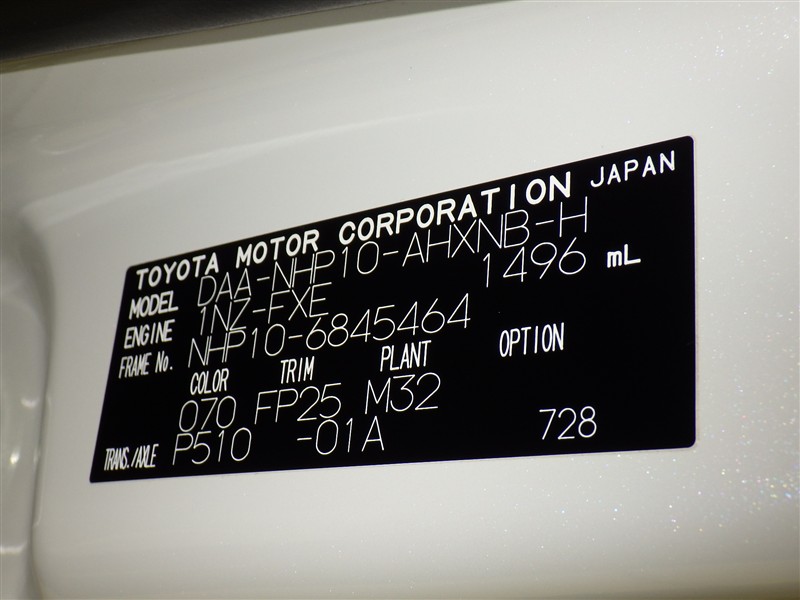 TOYOTA MOTOR CORPORATION JAPAN
MODEL DAA-NHP10-AHXNB-H
ENGINE 1NZ-FXE 1496 mL
FRAME No. NHP10-6845464
COLOR TRIM PLANT OPTION
070 FP25 M32
TRANS./AXLE P510 -01A 728